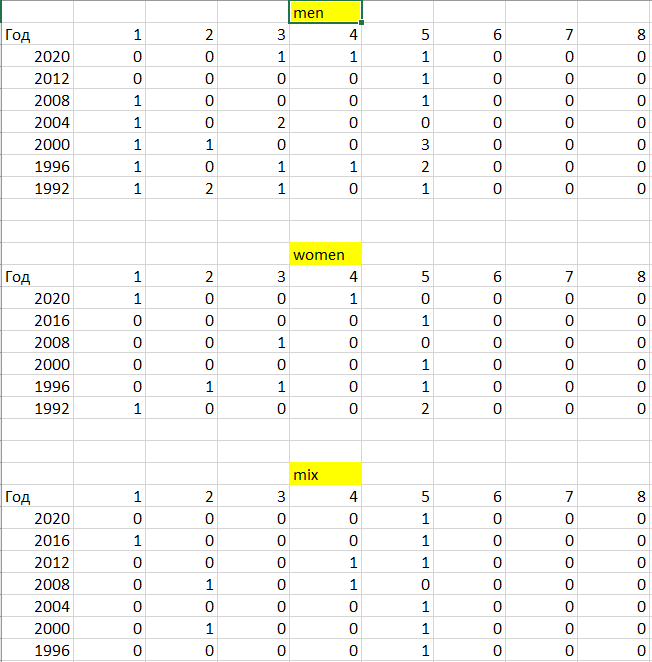 men
Год 1 2 3 4 5 6 7 8
2020 0 0 1 1 1 0 0 0
2012 0 0 0 0 1 0 0 0
2008 1 0 0 0 1 0 0 0
2004 1 0 2 0 0 0 0 0
2000 1 1 0 0 3 0 0 0
1996 1 0 1 1 2 0 0 0
1992 1 2 1 0 1 0 0 0
women
Год 1 2 3 4 5 6 7 8
2020 1 0 0 1 0 0 0 0
2016 0 0 0 0 1 0 0 0
2008 0 0 1 0 0 0 0 0
2000 0 0 0 0 1 0 0 0
1996 0 1 1 0 1 0 0 0
1992 1 0 0 0 2 0 0 0
mix
Год 1 2 3 4 5 6 7 8
2020 0 0 0 0 1 0 0 0
2016 1 0 0 0 1 0 0 0
2012 0 0 0 1 1 0 0 0
2008 0 1 0 1 0 0 0 0
2004 0 0 0 0 1 0 0 0
2000 0 1 0 0 1 0 0 0
1996 0 0 0 0 1 0 0 0